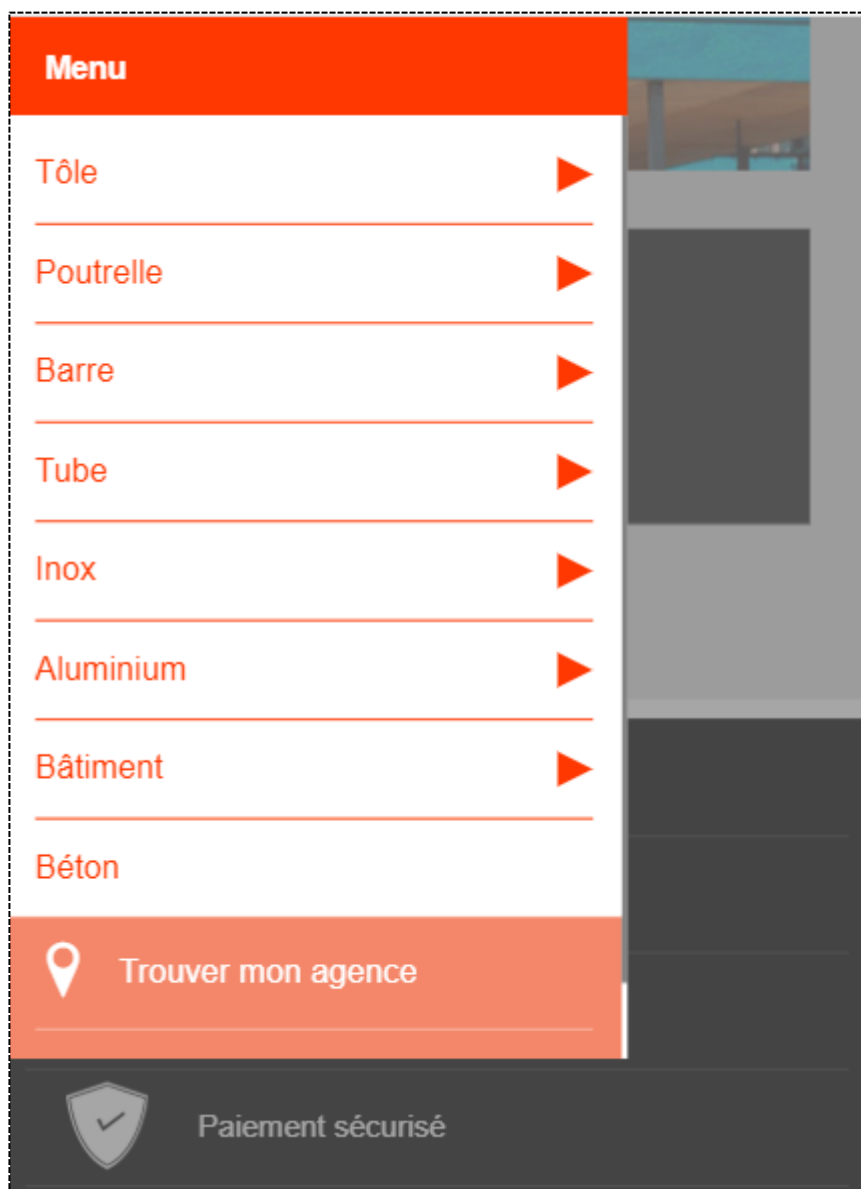 Menu
Tôle
Poutrelle
Barre
Tube
Inox
Aluminium
Bâtiment
Béton
Trouver mon agence
Paiement sécurisé